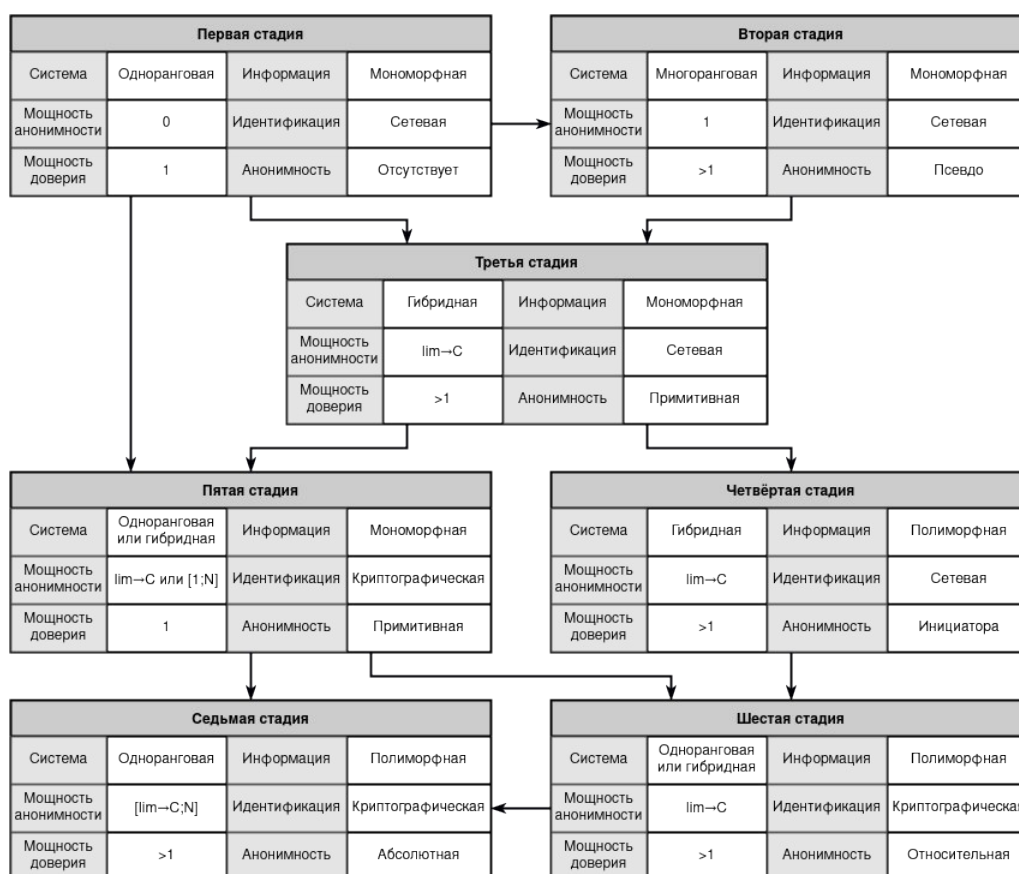 Первая стадия
Система Одноранговая Информация Мономорфная
Мощность анонимности 0 Идентификация Сетевая
Мощность доверия 1 Анонимность Отсутствует
Вторая стадия
Система Многоранговая Информация Мономорфная
Мощность анонимности 1 Идентификация Сетевая
Мощность доверия >1 Анонимность Псевдо
Третья стадия
Система Гибридная Информация Мономорфная
Мощность анонимности lim→C Идентификация Сетевая
Мощность доверия >1 Анонимность Примитивная
Пятая стадия
Система Одноранговая или гибридная Информация Мономорфная
Мощность анонимности lim→C или [1;N] Идентификация Криптографическая
Мощность доверия 1 Анонимность Примитивная
Четвёртая стадия
Система Гибридная Информация Полиморфная
Мощность анонимности lim→C Идентификация Сетевая
Мощность доверия >1 Анонимность Инициатора
Седьмая стадия
Система Одноранговая Информация Полиморфная
Мощность анонимности [lim→C;N] Идентификация Криптографическая
Мощность доверия >1 Анонимность Абсолютная
Шестая стадия
Система Одноранговая или гибридная Информация Полиморфная
Мощность анонимности lim→C Идентификация Криптографическая
Мощность доверия >1 Анонимность Относительная